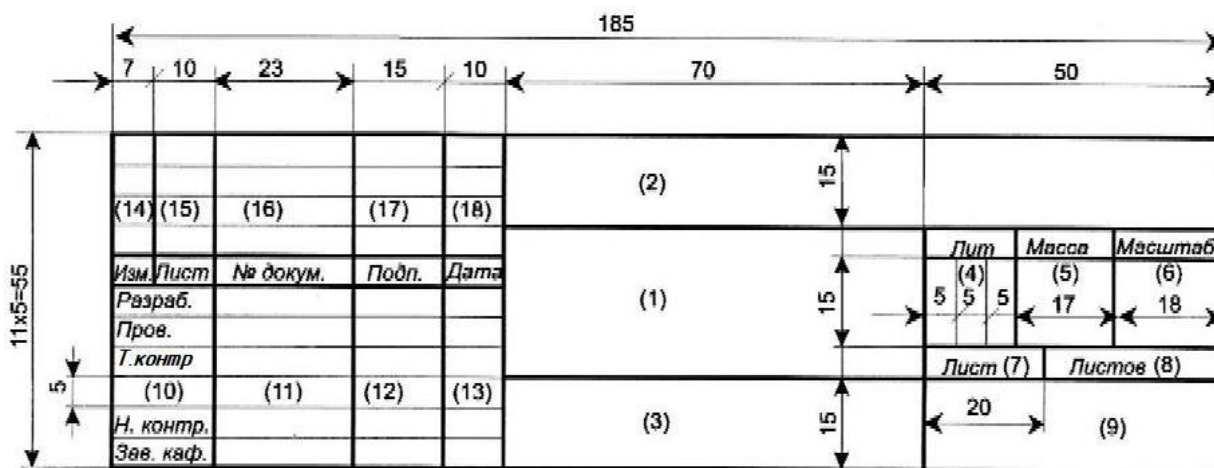 185
7 10 23 15 10 70 50
(2) 15
(14) (15) (16) (17) (18)
Лит Масса Масштаб
Изм. Лист № докум. Подп. Дата (4) (5) (6)
11х5=55 Разраб. (1) 15 5 5 5 17 18
Пров.
Т.контр Лист (7) Листов (8)
5 (10) (11) (12) (13)
20
Н. контр. (3) 15 (9)
Зав. каф.